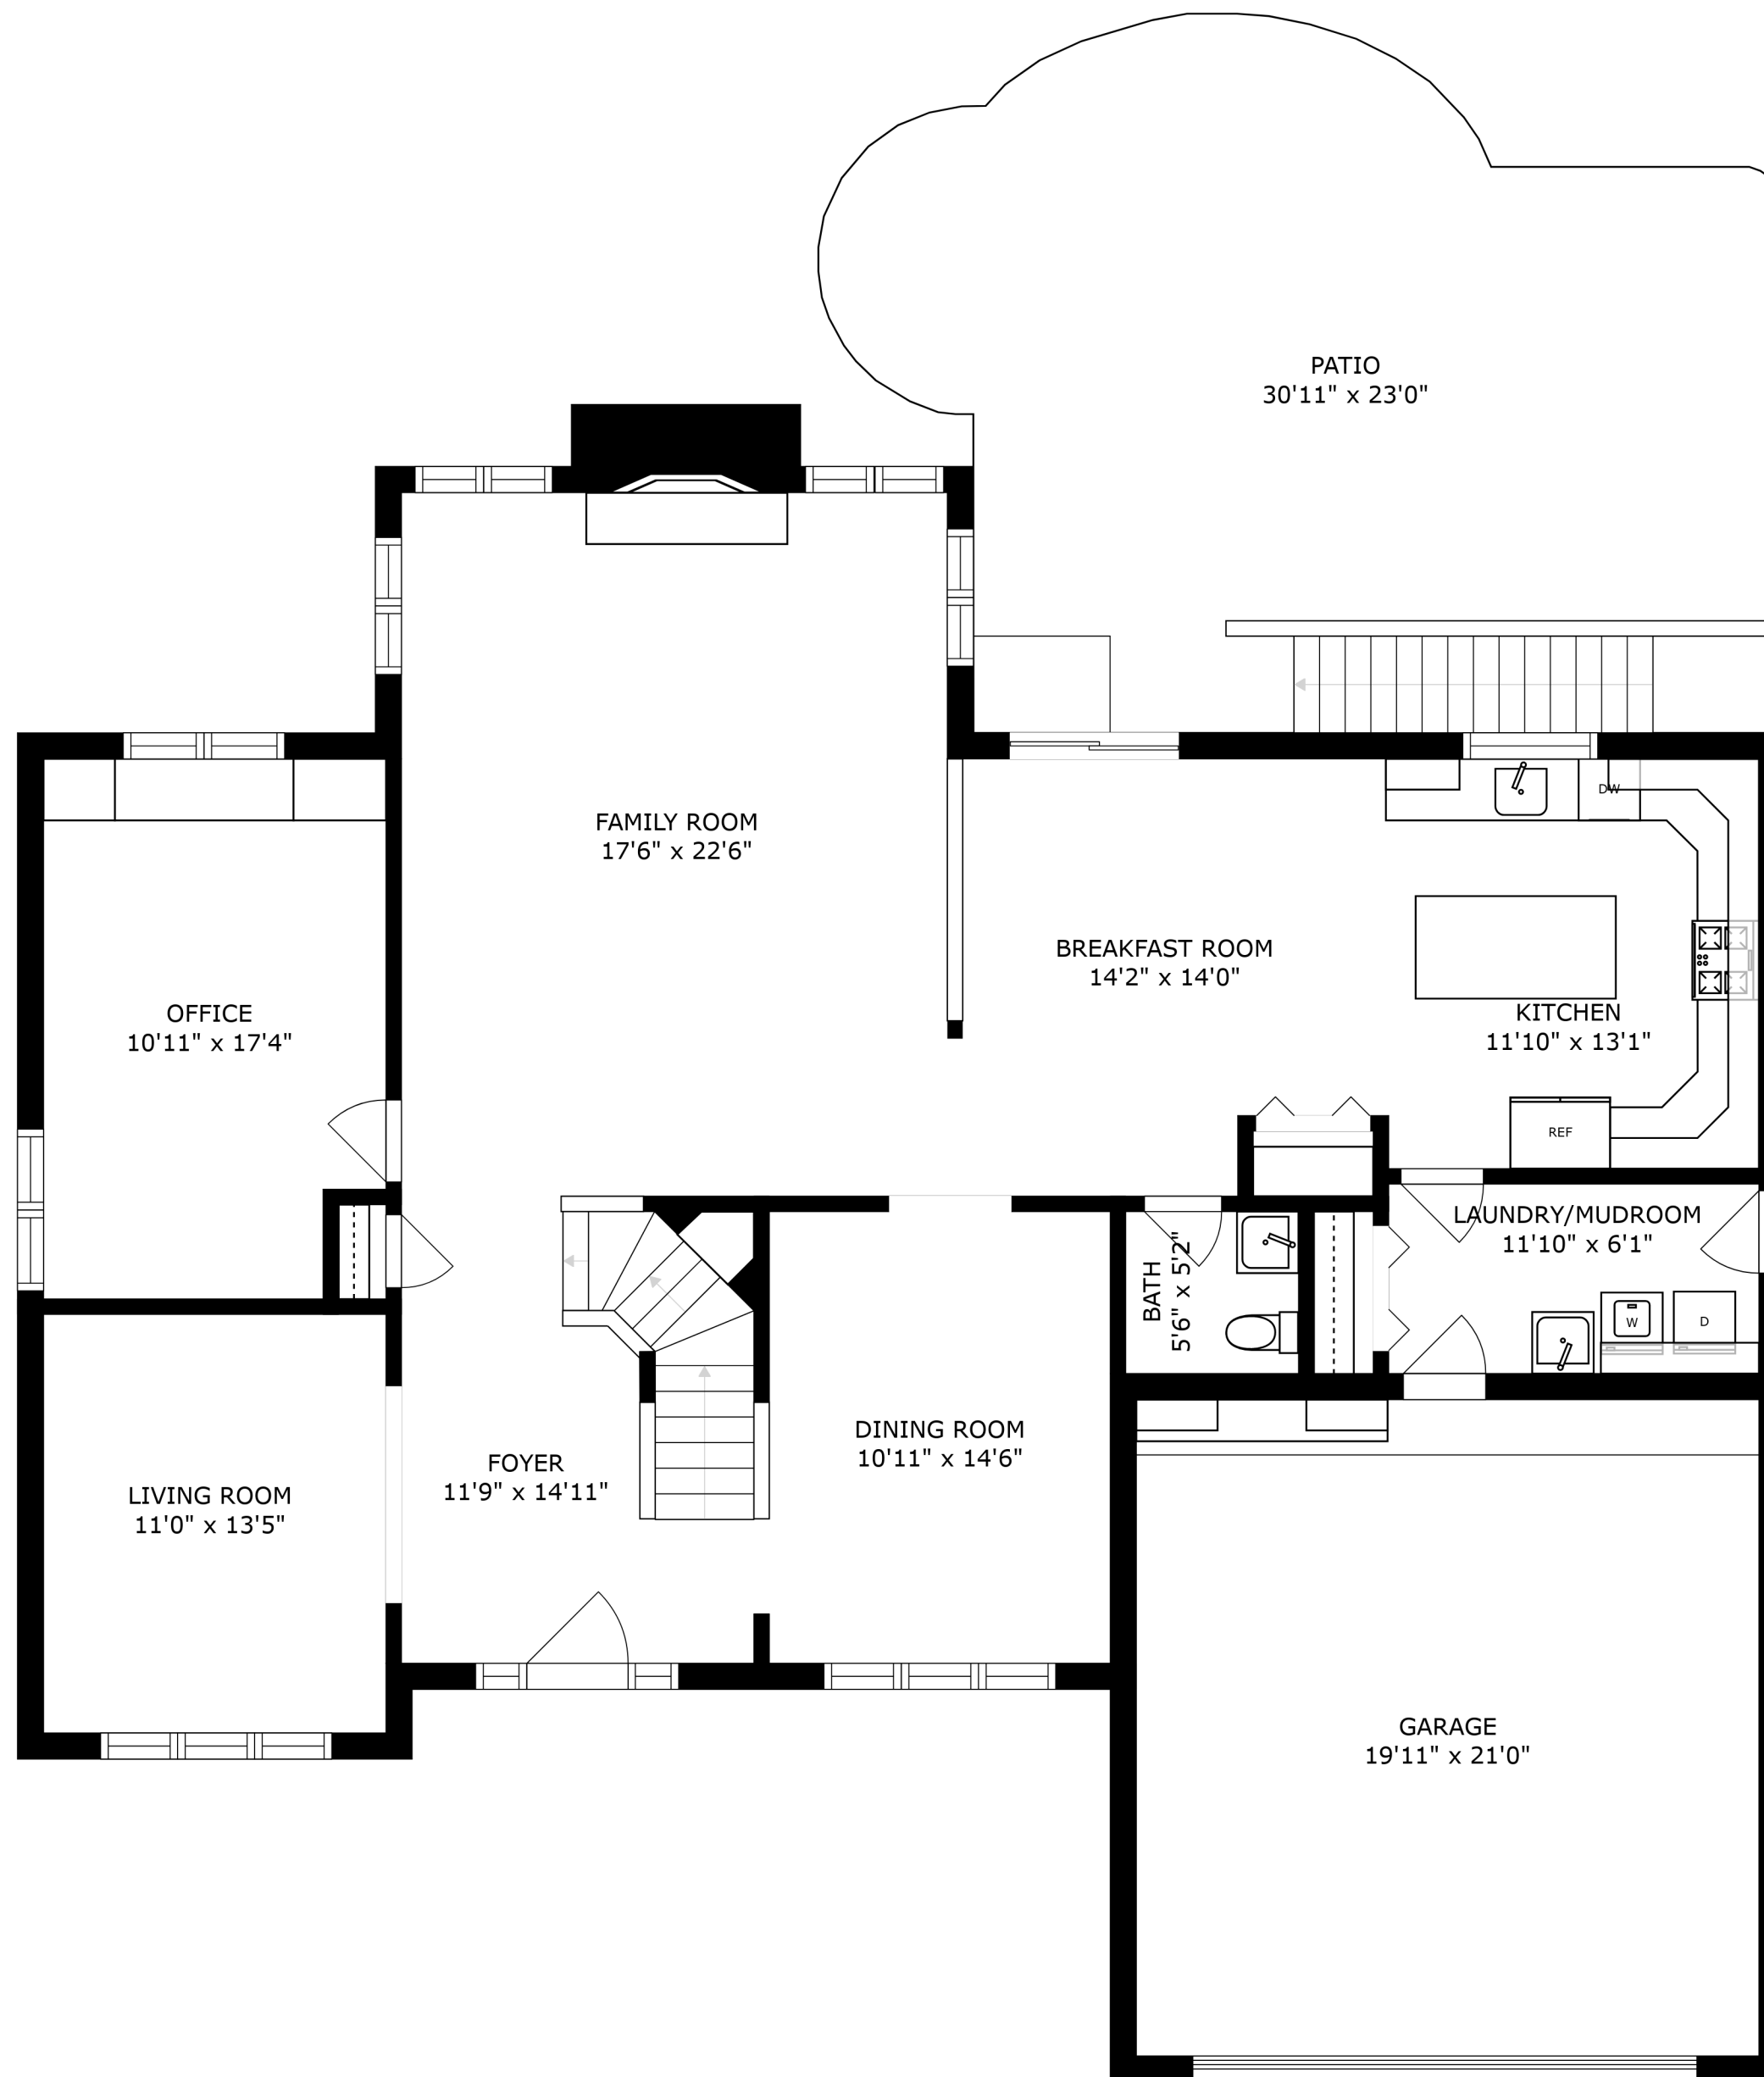 PATIO
30'11" x 23'0"
FAMILY ROOM
17'6" x 22'6"
DW
BREAKFAST ROOM
14'2" x 14'0"
OFFICE
10'11" x 17'4"
KITCHEN
11'10" x 13'1"
REF
LAUNDRY/MUDROOM
11'10" x 6'1"
BATH
5'6" x 5'2"
W
D
DINING ROOM
10'11" x 14'6"
FOYER
11'9" x 14'11"
LIVING ROOM
11'0" x 13'5"
GARAGE
19'11" x 21'0"